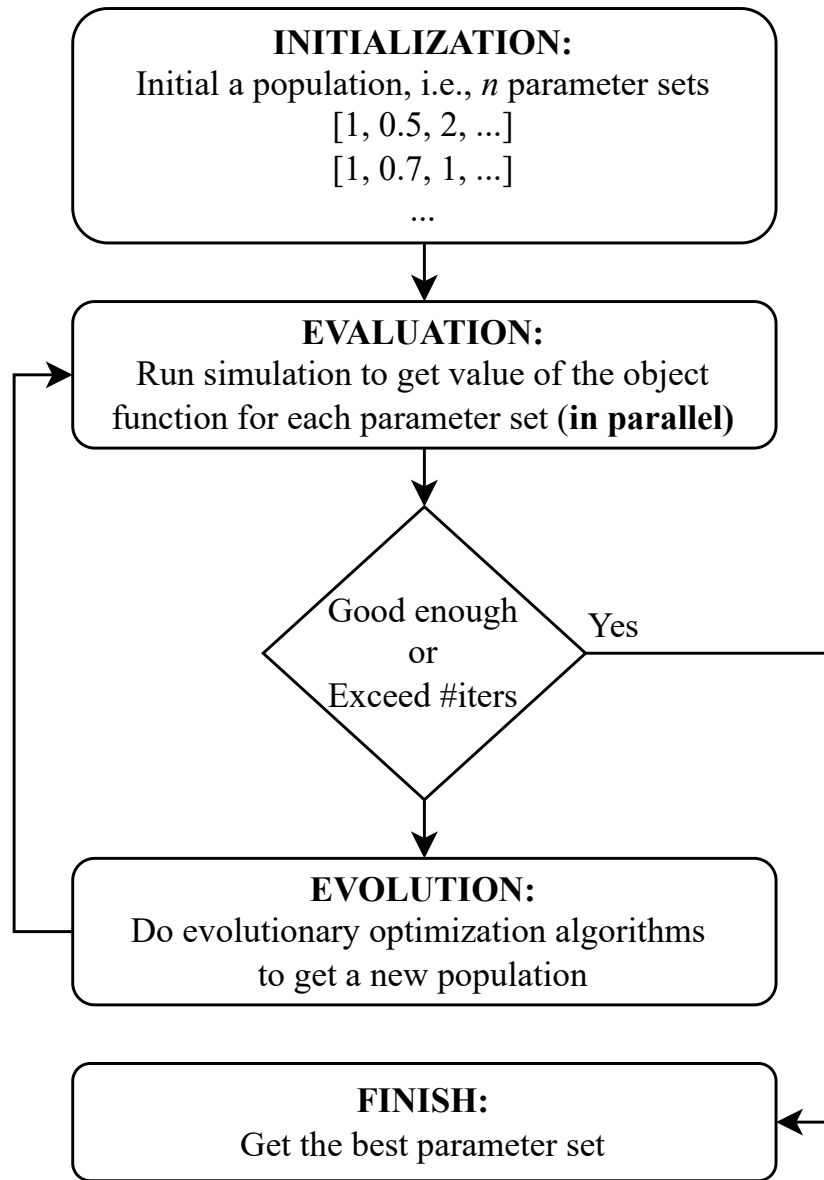 INITIALIZATION:
Initial a population, i.e., n parameter sets
[1, 0.5, 2, ...]
[1, 0.7, 1, ...]
...
EVALUATION:
Run simulation to get value of the object
function for each parameter set (in parallel)
Good enough
or
Exceed #iters
Yes
EVOLUTION:
Do evolutionary optimization algorithms
to get a new population
FINISH:
Get the best parameter set